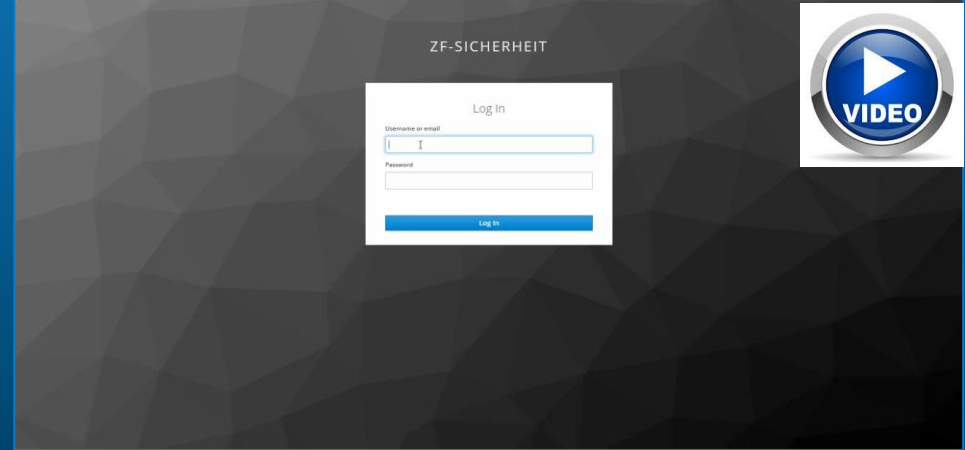 ZF-SICHERHEIT
VIDEO
Log In
Username or email
Password
Log In